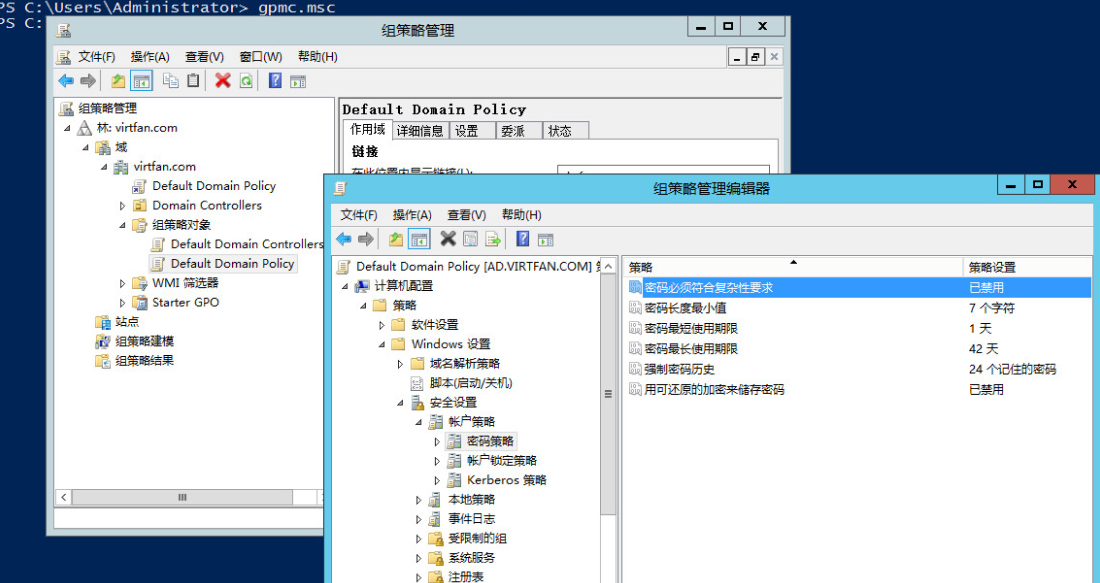 PS C:\Users\Administrator> gpmc.msc
PS C:
组策略管理
文件(F) 操作(A) 查看(V) 窗口(W) 帮助(H)
组策略管理
林: virtfan.com
域
virtfan.com
Default Domain Policy
Domain Controllers
组策略对象
Default Domain Controllers
Default Domain Policy
WMI 筛选器
Starter GPO
站点
组策略建模
组策略结果
Default Domain Policy
作用域 详细信息 设置 委派 状态
链接
在此位置内显示链接(L):
组策略管理编辑器
文件(F) 操作(A) 查看(V) 帮助(H)
Default Domain Policy [AD.VIRTFAN.COM]
计算机配置
策略
软件设置
Windows 设置
域名解析策略
脚本(启动/关机)
安全设置
帐户策略
密码策略
帐户锁定策略
Kerberos 策略
本地策略
事件日志
受限制的组
系统服务
注册表
策略 策略设置
密码必须符合复杂性要求 已禁用
密码长度最小值 7 个字符
密码最短使用期限 1 天
密码最长使用期限 42 天
强制密码历史 24 个记住的密码
用可还原的加密来储存密码 已禁用